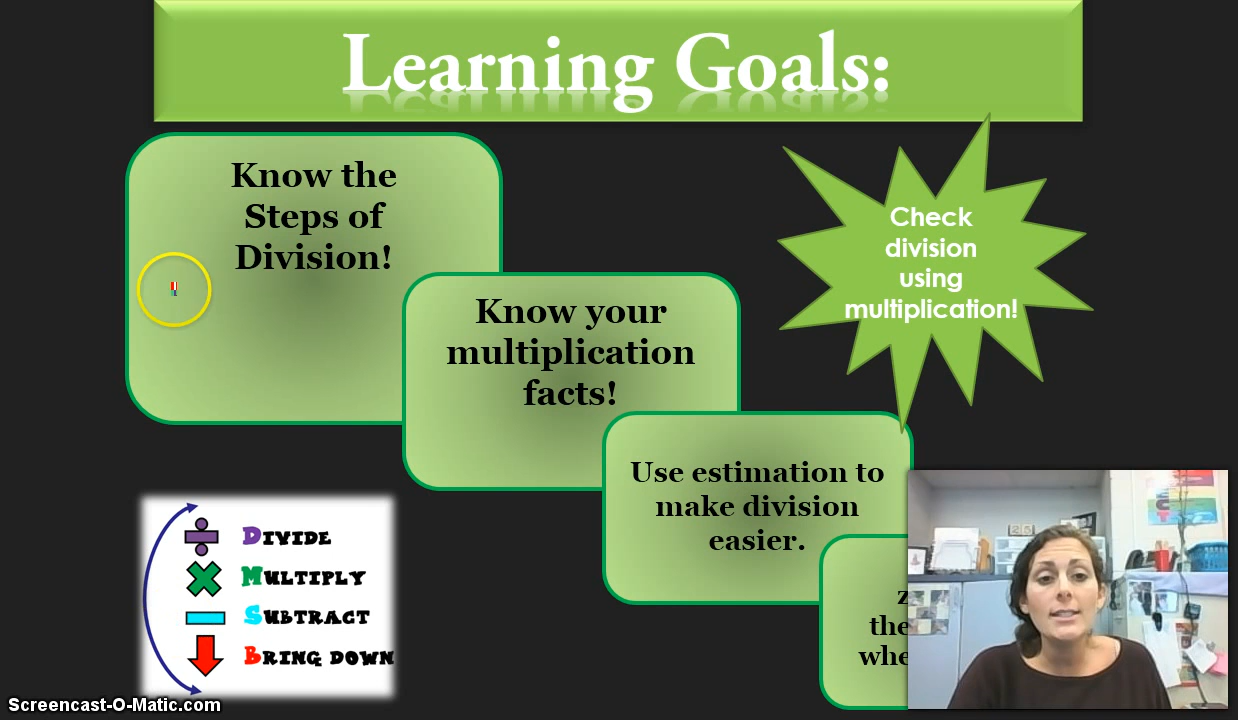 Learning Goals:
Know the
Steps of
Division!
Know your
multiplication
facts!
Use estimation to
make division
easier.
Check
division
using
multiplication!
DIVIDE
MULTIPLY
SUBTRACT
BRING DOWN
Screencast-O-Matic.com